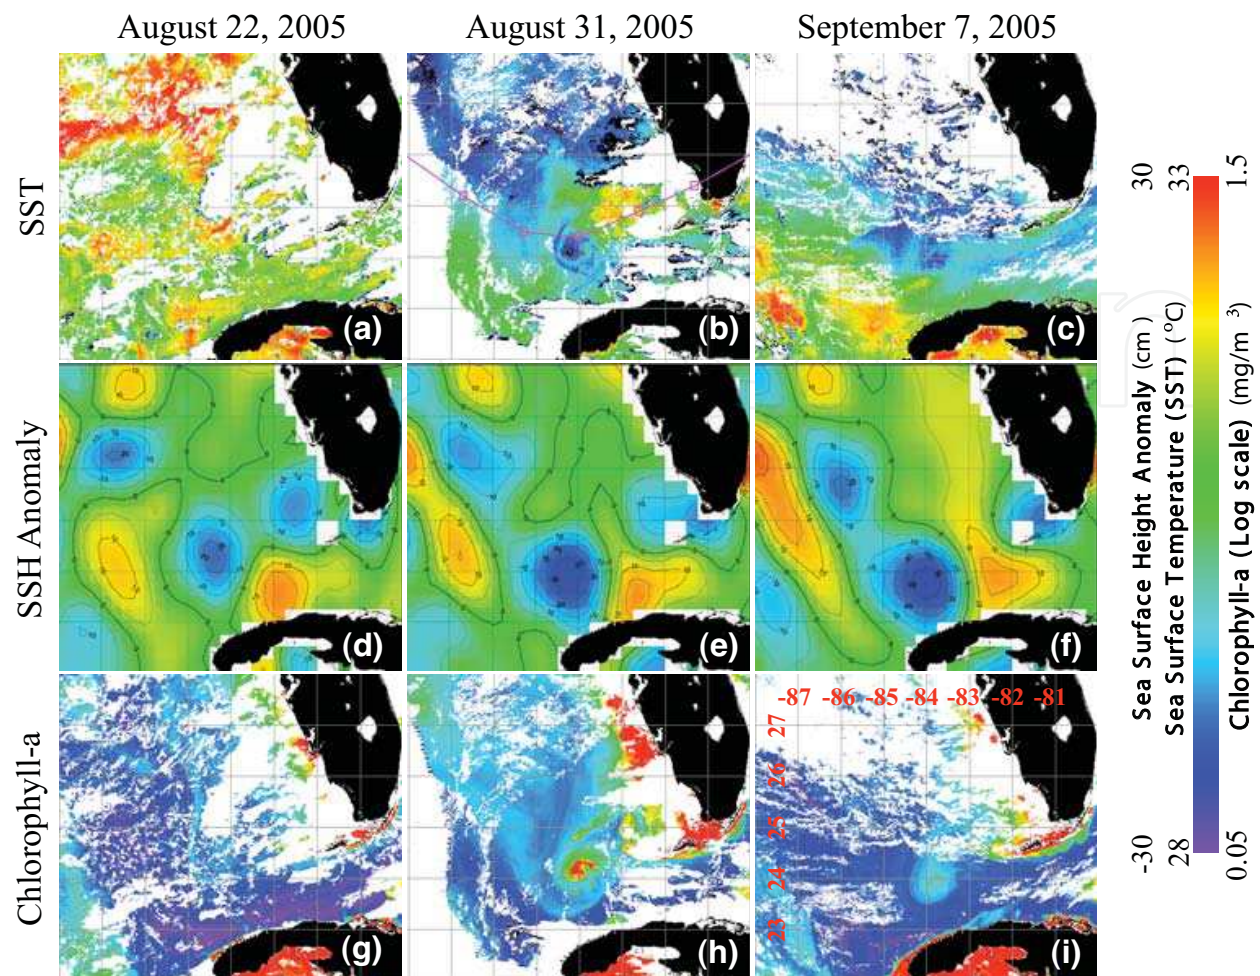 August 22, 2005
August 31, 2005
September 7, 2005
SST
(a)
(b)
(c)
SSH Anomaly
(d)
(e)
(f)
Chlorophyll-a
(g)
(h)
(i)
-87 -86 -85 -84 -83 -82 -81
27
26
25
24
23
-30 Sea Surface Height Anomaly (cm) 30
28 Sea Surface Temperature (SST) (°C) 33
0.05 Chlorophyll-a (Log scale) (mg/m 3) 1.5